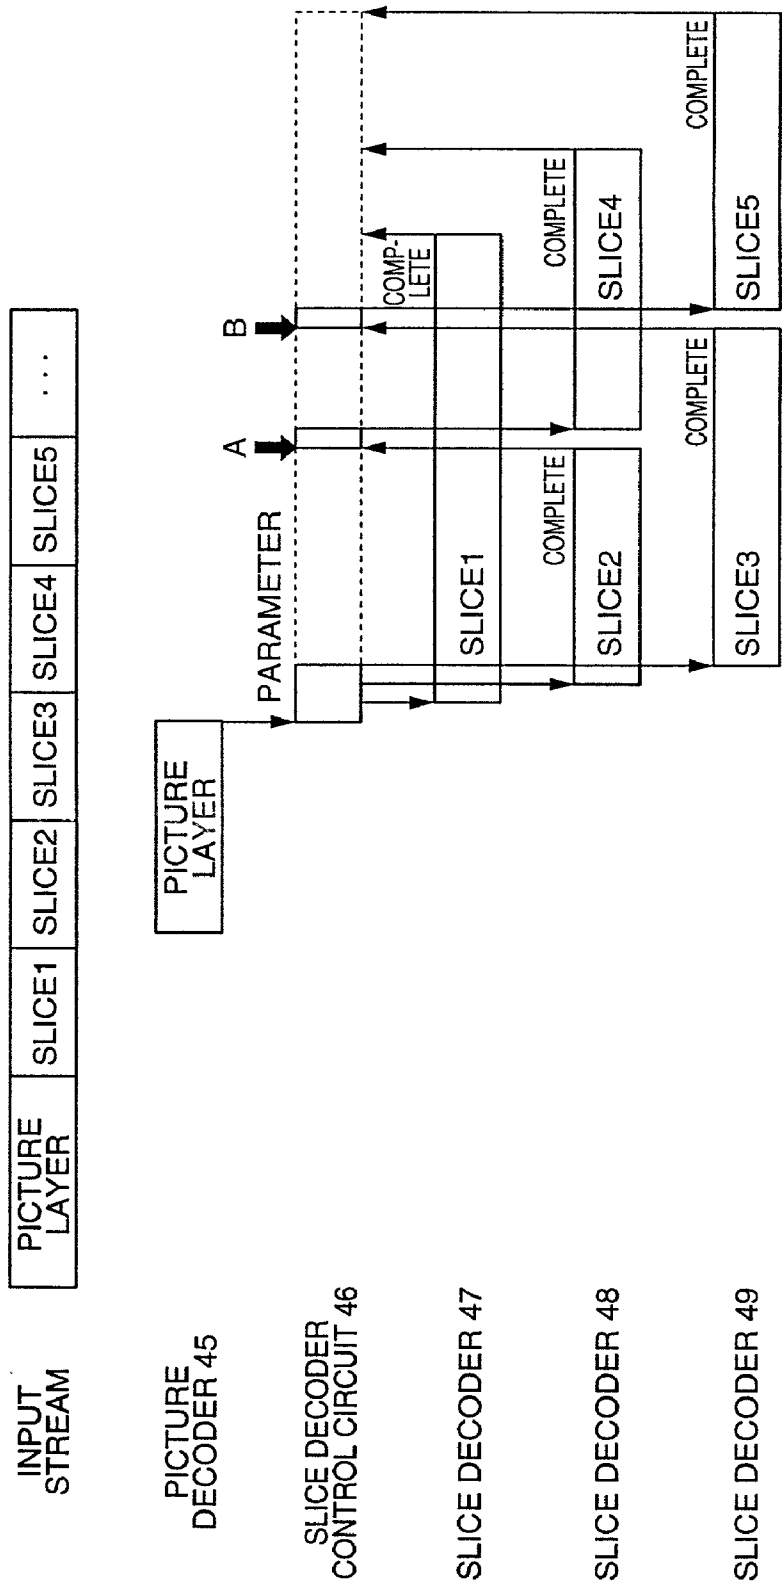 INPUT
STREAM
PICTURE
LAYER
SLICE1
SLICE2
SLICE3
SLICE4
SLICE5
...
PICTURE
DECODER 45
PICTURE
LAYER
SLICE DECODER
CONTROL CIRCUIT 46
PARAMETER
A
B
SLICE DECODER 47
SLICE1
COMP-
LETE
SLICE DECODER 48
SLICE2
COMPLETE
SLICE4
COMPLETE
SLICE DECODER 49
SLICE3
COMPLETE
SLICE5
COMPLETE